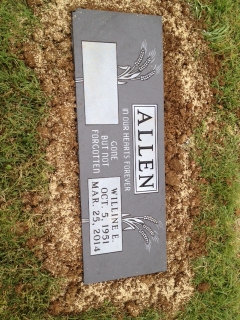 ALLEN
IN OUR HEARTS FOREVER
GONE
BUT NOT
FORGOTTEN
WILLINE E.
OCT. 5, 1951
MAR. 25, 2014